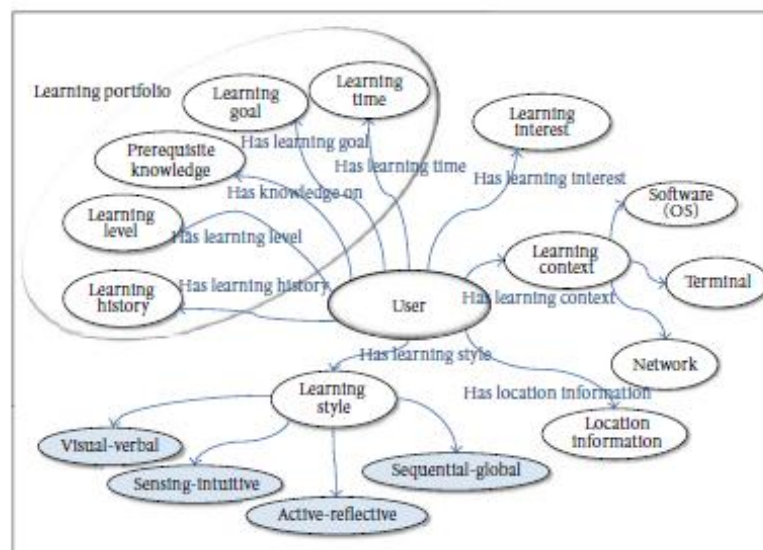 Learning portfolio
Learning
goal
Learning
time
Learning
interest
Has learning goal
Prerequisite
knowledge
Has learning time
Has learning interest
Software
(OS)
Has knowledge on
Learning
level
Has learning level
Learning
context
Terminal
Learning
history
Has learning history
User
Has learning context
Has learning style
Network
Learning
style
Has location information
Location
information
Visual-verbal
Sensing-intuitive
Sequential-global
Active-reflective